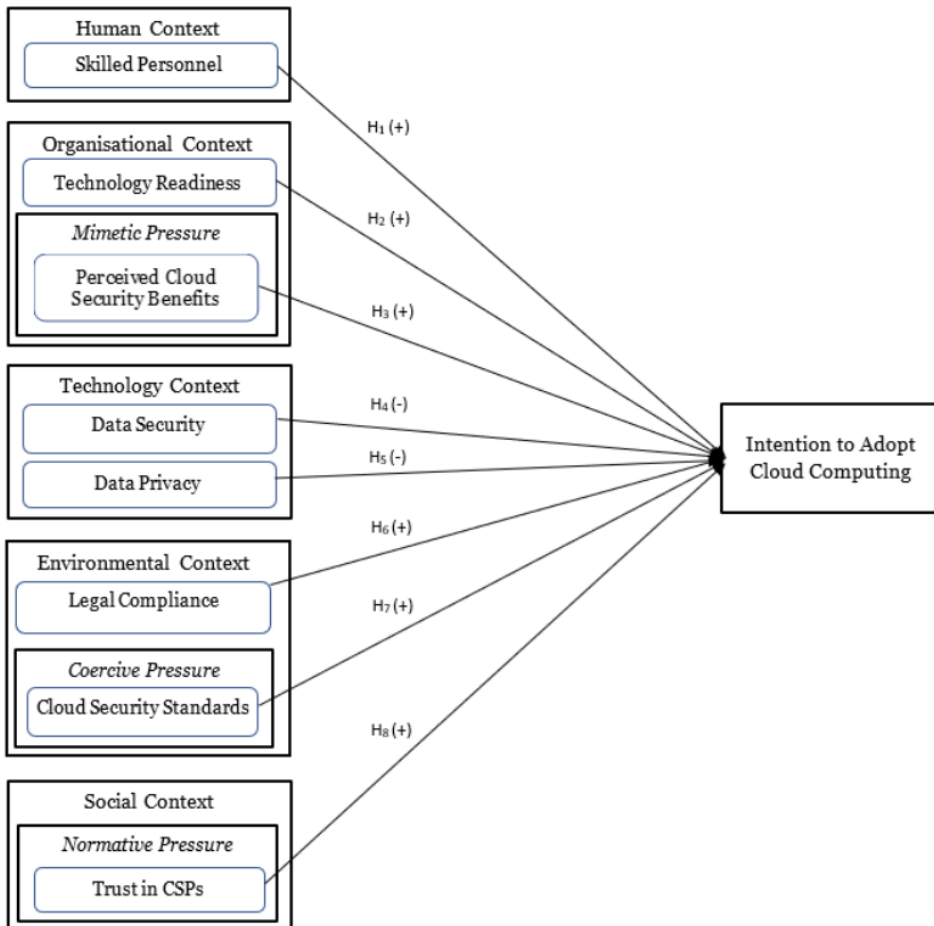 Human Context
Skilled Personnel
H₁ (+)
Organisational Context
Technology Readiness
H₂ (+)
Mimetic Pressure
Perceived Cloud
Security Benefits
H₃ (+)
Technology Context
Data Security
H₄ (-)
Data Privacy
H₅ (-)
Intention to Adopt
Cloud Computing
Environmental Context
Legal Compliance
H₆ (+)
Coercive Pressure
Cloud Security Standards
H₇ (+)
Social Context
Normative Pressure
Trust in CSPs
H₈ (+)